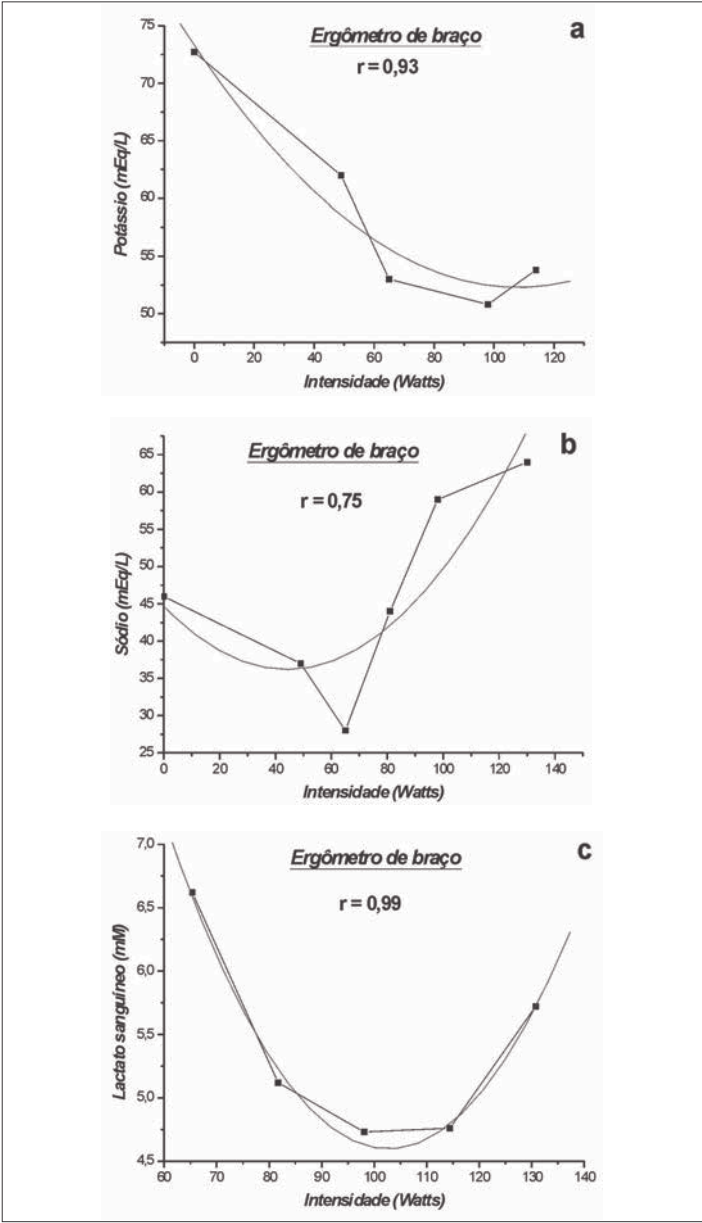 a
Ergômetro de braço
r = 0,93
Potássio (mEq/L)
75
70
65
60
55
50
0 20 40 60 80 100 120
Intensidade (Watts)
b
Ergômetro de braço
r = 0,75
Sódio (mEq/L)
65
60
55
50
45
40
35
30
25
0 20 40 60 80 100 120 140
Intensidade (Watts)
c
Ergômetro de braço
r = 0,99
Lactato sanguíneo (mM)
7,0
6,5
6,0
5,5
5,0
4,5
60 70 80 90 100 110 120 130 140
Intensidade (Watts)